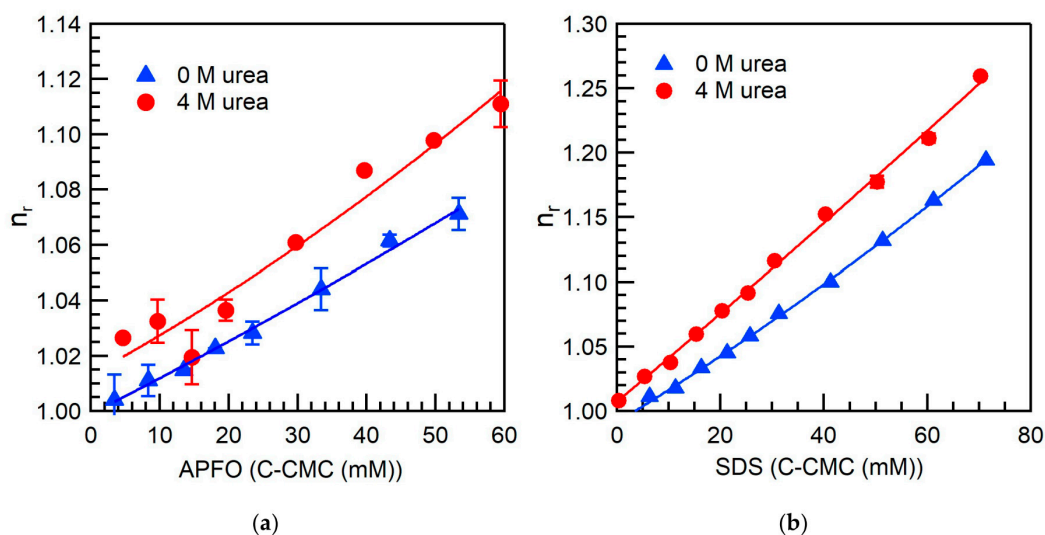 1.14
1.12
1.10
1.08
1.06
1.04
1.02
1.00
nr
0 M urea
4 M urea
0 10 20 30 40 50 60
APFO (C-CMC (mM))
(a)
1.30
1.25
1.20
1.15
1.10
1.05
1.00
nr
0 M urea
4 M urea
0 20 40 60 80
SDS (C-CMC (mM))
(b)